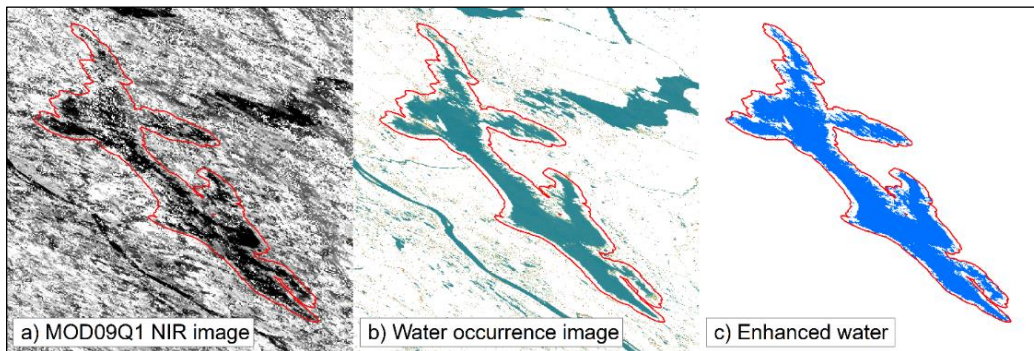 a) MOD09Q1 NIR image
b) Water occurrence image
c) Enhanced water